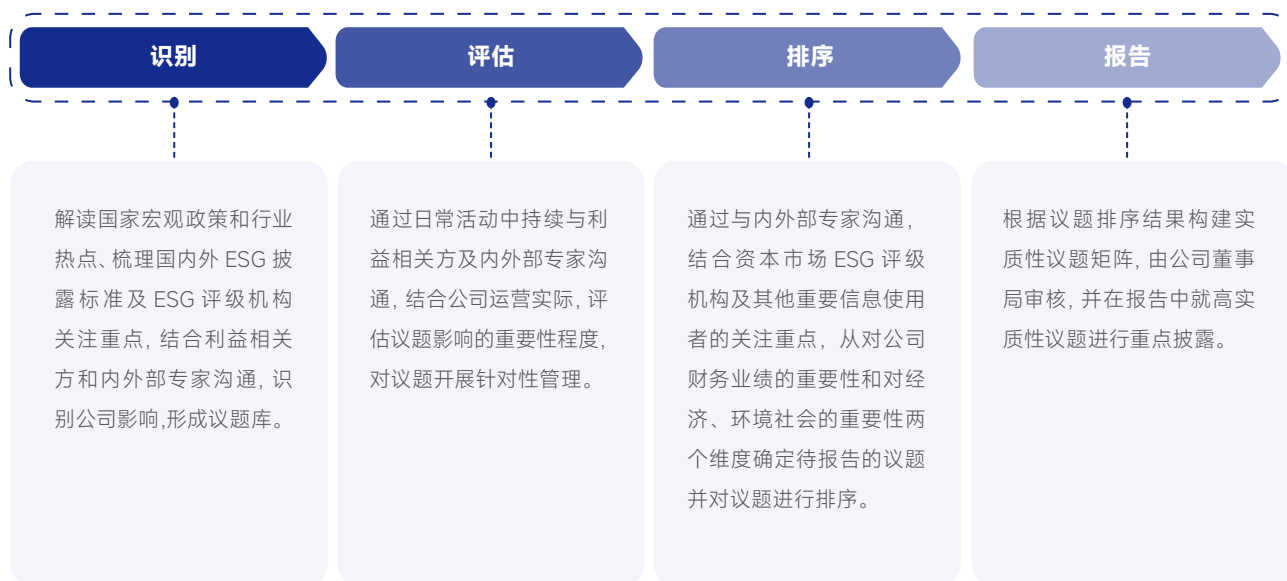 识别
评估
排序
报告
解读国家宏观政策和行业
热点、梳理国内外 ESG 披
露标准及 ESG 评级机构
关注重点, 结合利益相关
方和内外部专家沟通, 识
别公司影响,形成议题库。
通过日常活动中持续与利
益相关方及内外部专家沟
通, 结合公司运营实际, 评
估议题影响的重要性程度,
对议题开展针对性管理。
通过与内外部专家沟通,
结合资本市场 ESG 评级
机构及其他重要信息使用
者的关注重点, 从对公司
财务业绩的重要性和对经
济、环境社会的重要性两
个维度确定待报告的议题
并对议题进行排序。
根据议题排序结果构建实
质性议题矩阵, 由公司董事
局审核, 并在报告中就高实
质性议题进行重点披露。